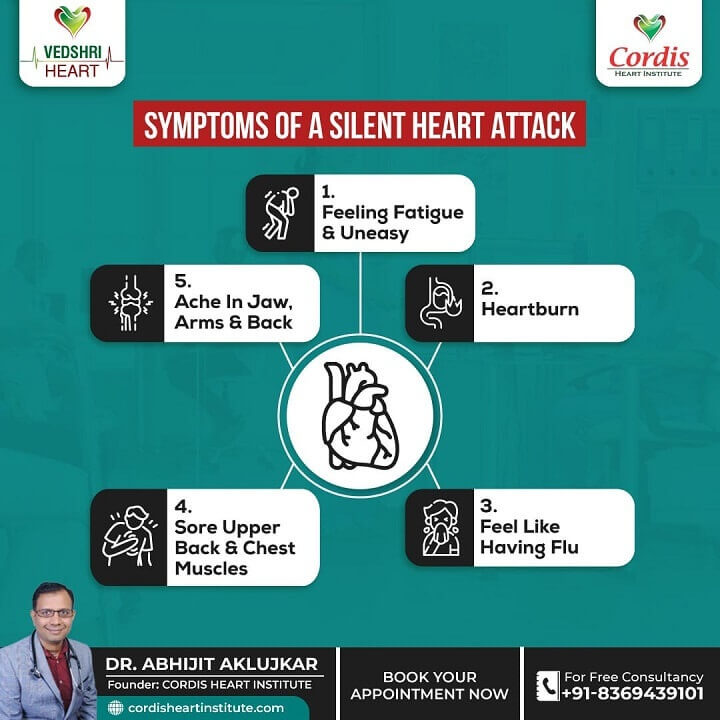 VEDSHRI
HEART
Cordis
HEART INSTITUTE
SYMPTOMS OF A SILENT HEART ATTACK
1.
Feeling Fatigue
& Uneasy
2.
Heartburn
3.
Feel Like
Having Flu
4.
Sore Upper
Back & Chest
Muscles
5.
Ache In Jaw,
Arms & Back
DR. ABHIJIT AKLUJKAR
Founder: CORDIS HEART INSTITUTE
cordisheartinstitute.com
BOOK YOUR
APPOINTMENT NOW
For Free Consultancy
+91-8369439101